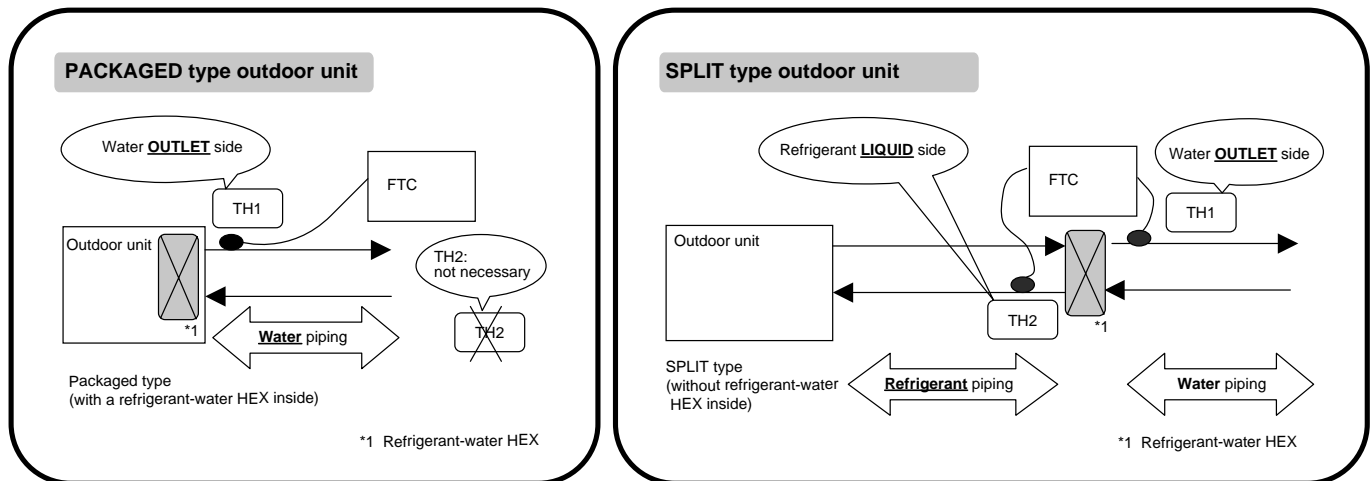 PACKAGED type outdoor unit
Water OUTLET side
FTC
TH1
Outdoor unit
TH2:
not necessary
*1
Water piping
TH2
Packaged type
(with a refrigerant-water HEX inside)
*1 Refrigerant-water HEX
SPLIT type outdoor unit
Refrigerant LIQUID side
Water OUTLET side
FTC
TH1
Outdoor unit
TH2
*1
SPLIT type
(without refrigerant-water
HEX inside)
Refrigerant piping
Water piping
*1 Refrigerant-water HEX